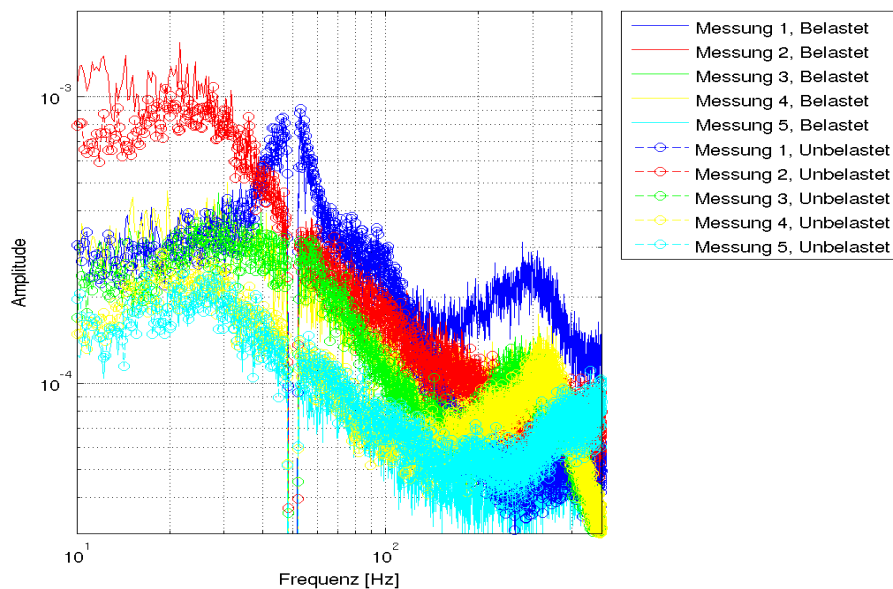 10^-3
10^-4
Amplitude
10^1
10^2
Frequenz [Hz]
Messung 1, Belastet
Messung 2, Belastet
Messung 3, Belastet
Messung 4, Belastet
Messung 5, Belastet
Messung 1, Unbelastet
Messung 2, Unbelastet
Messung 3, Unbelastet
Messung 4, Unbelastet
Messung 5, Unbelastet